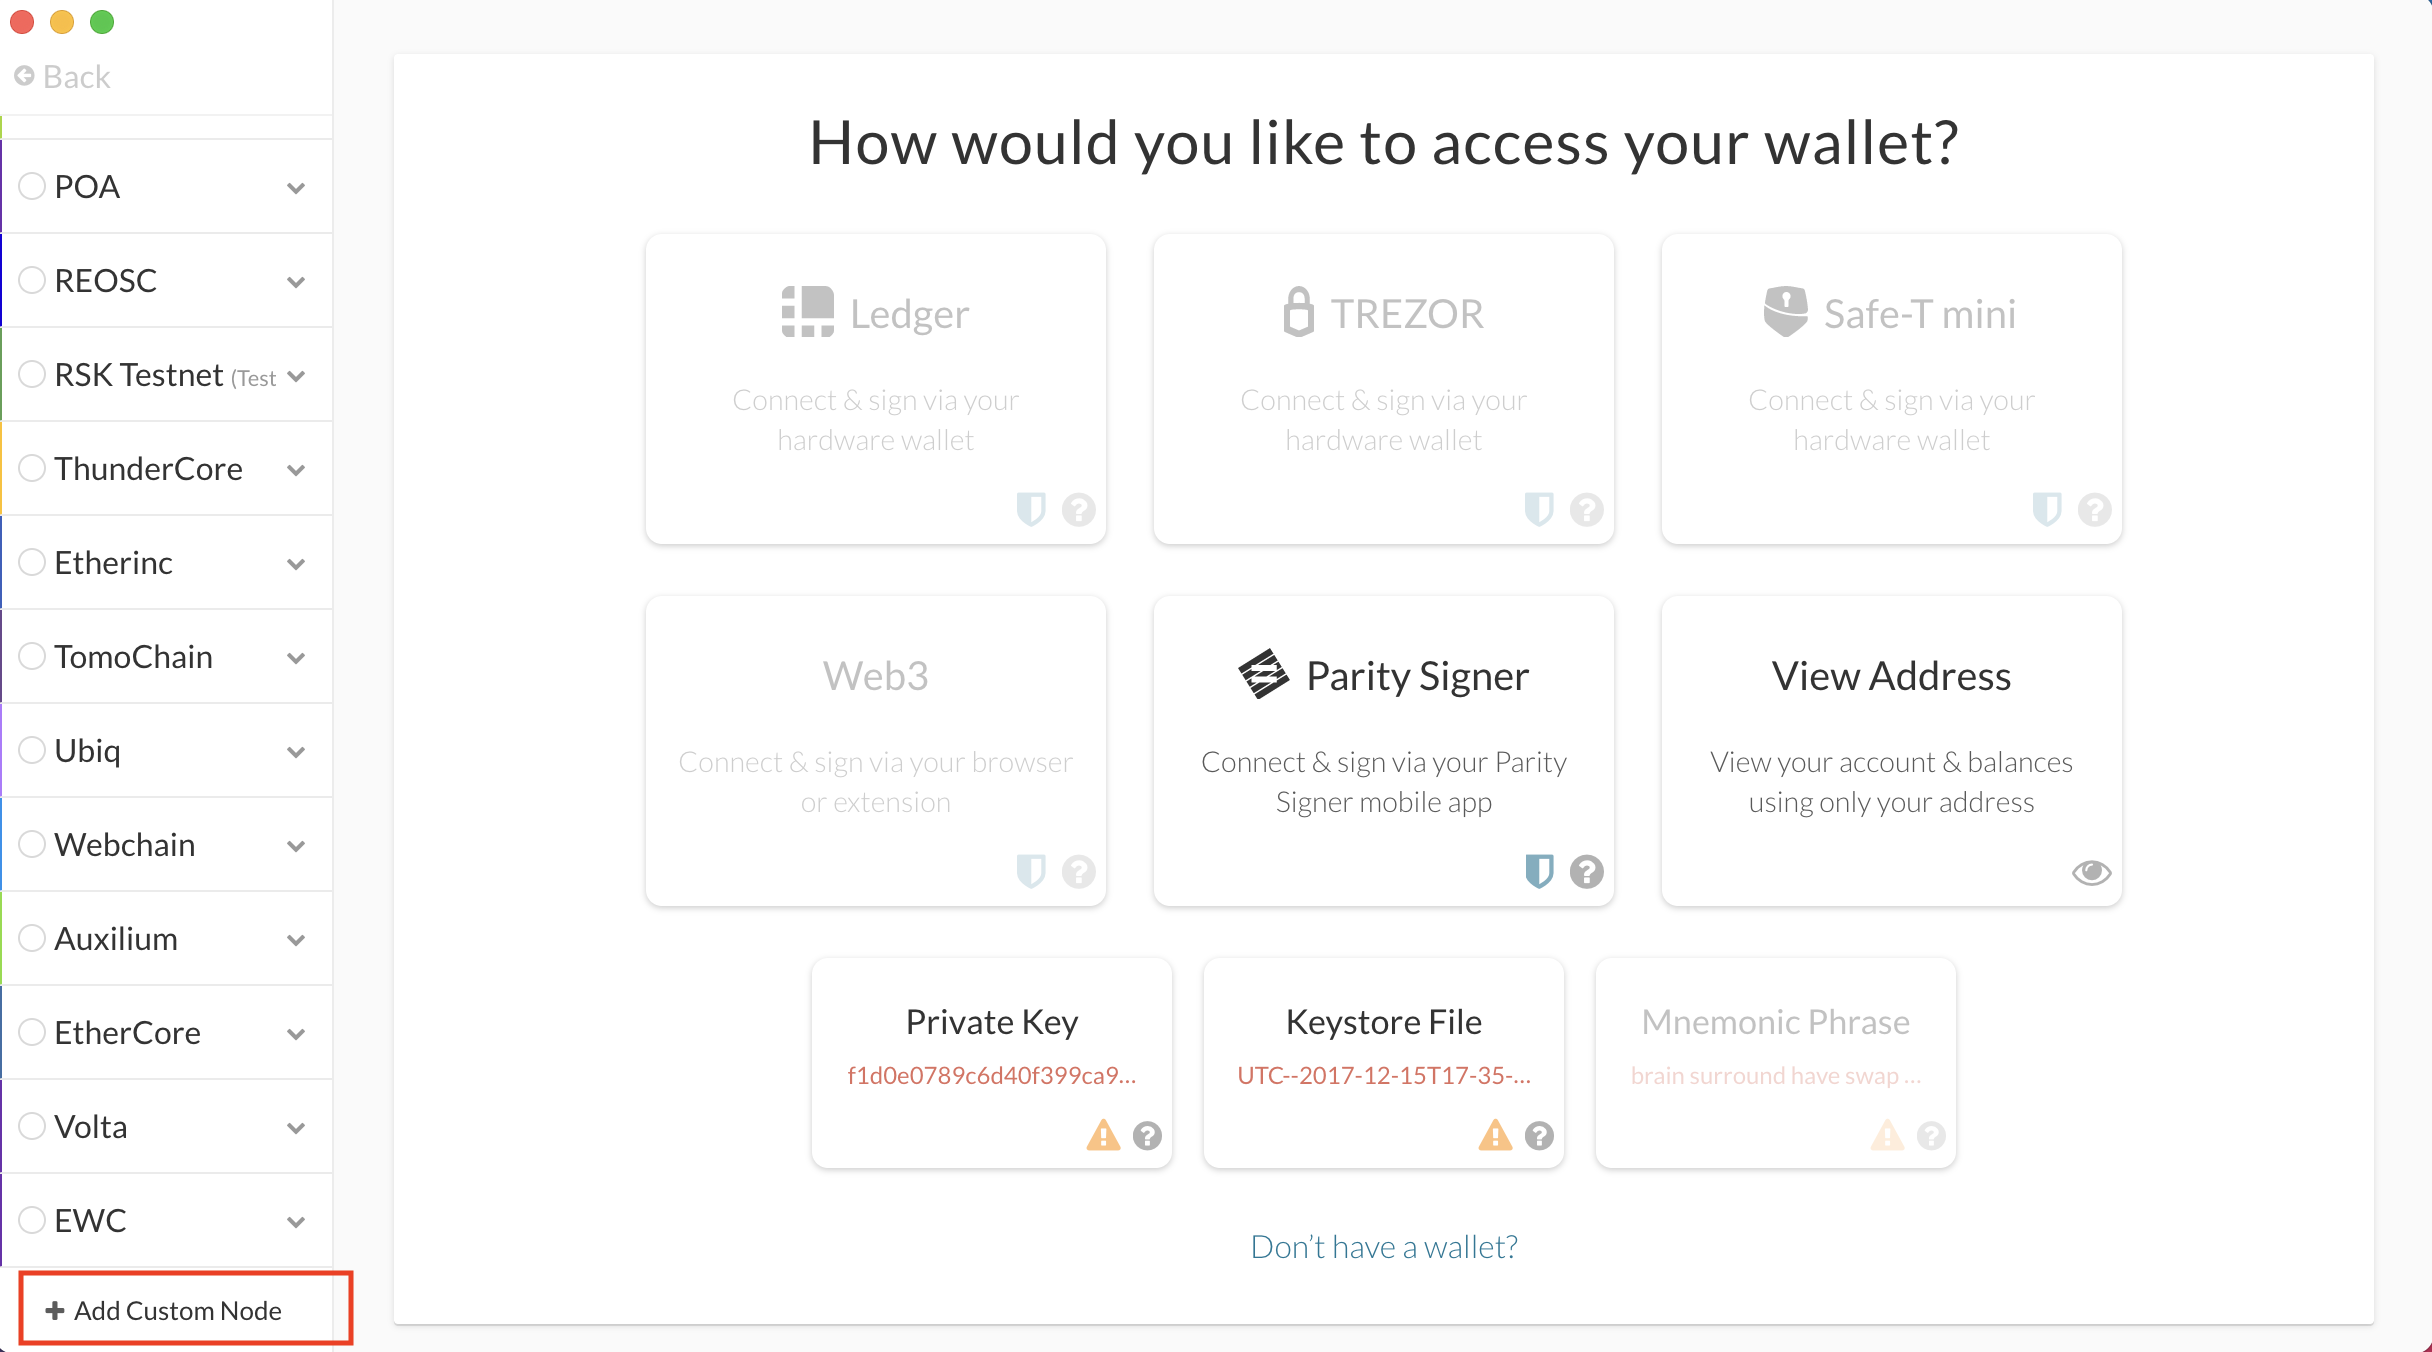 Back
POA
REOSC
RSK Testnet (Test
ThunderCore
Etherinc
TomoChain
Ubiq
Webchain
Auxilium
EtherCore
Volta
EWC
Add Custom Node
How would you like to access your wallet?
Ledger
Connect & sign via your
hardware wallet
TREZOR
Connect & sign via your
hardware wallet
Safe-T mini
Connect & sign via your
hardware wallet
Web3
Connect & sign via your browser
or extension
Parity Signer
Connect & sign via your Parity
Signer mobile app
View Address
View your account & balances
using only your address
Private Key
f1d0e0789c6d40f399ca9...
Keystore File
UTC--2017-12-15T17-35-...
Mnemonic Phrase
brain surround have swap ...
Don't have a wallet?